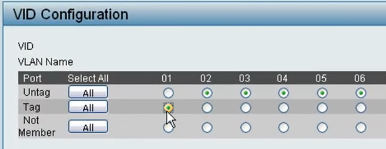 VID Configuration
VID
VLAN Name
Port Select All 01 02 03 04 05 06
Untag All
Tag All
Not
Member All